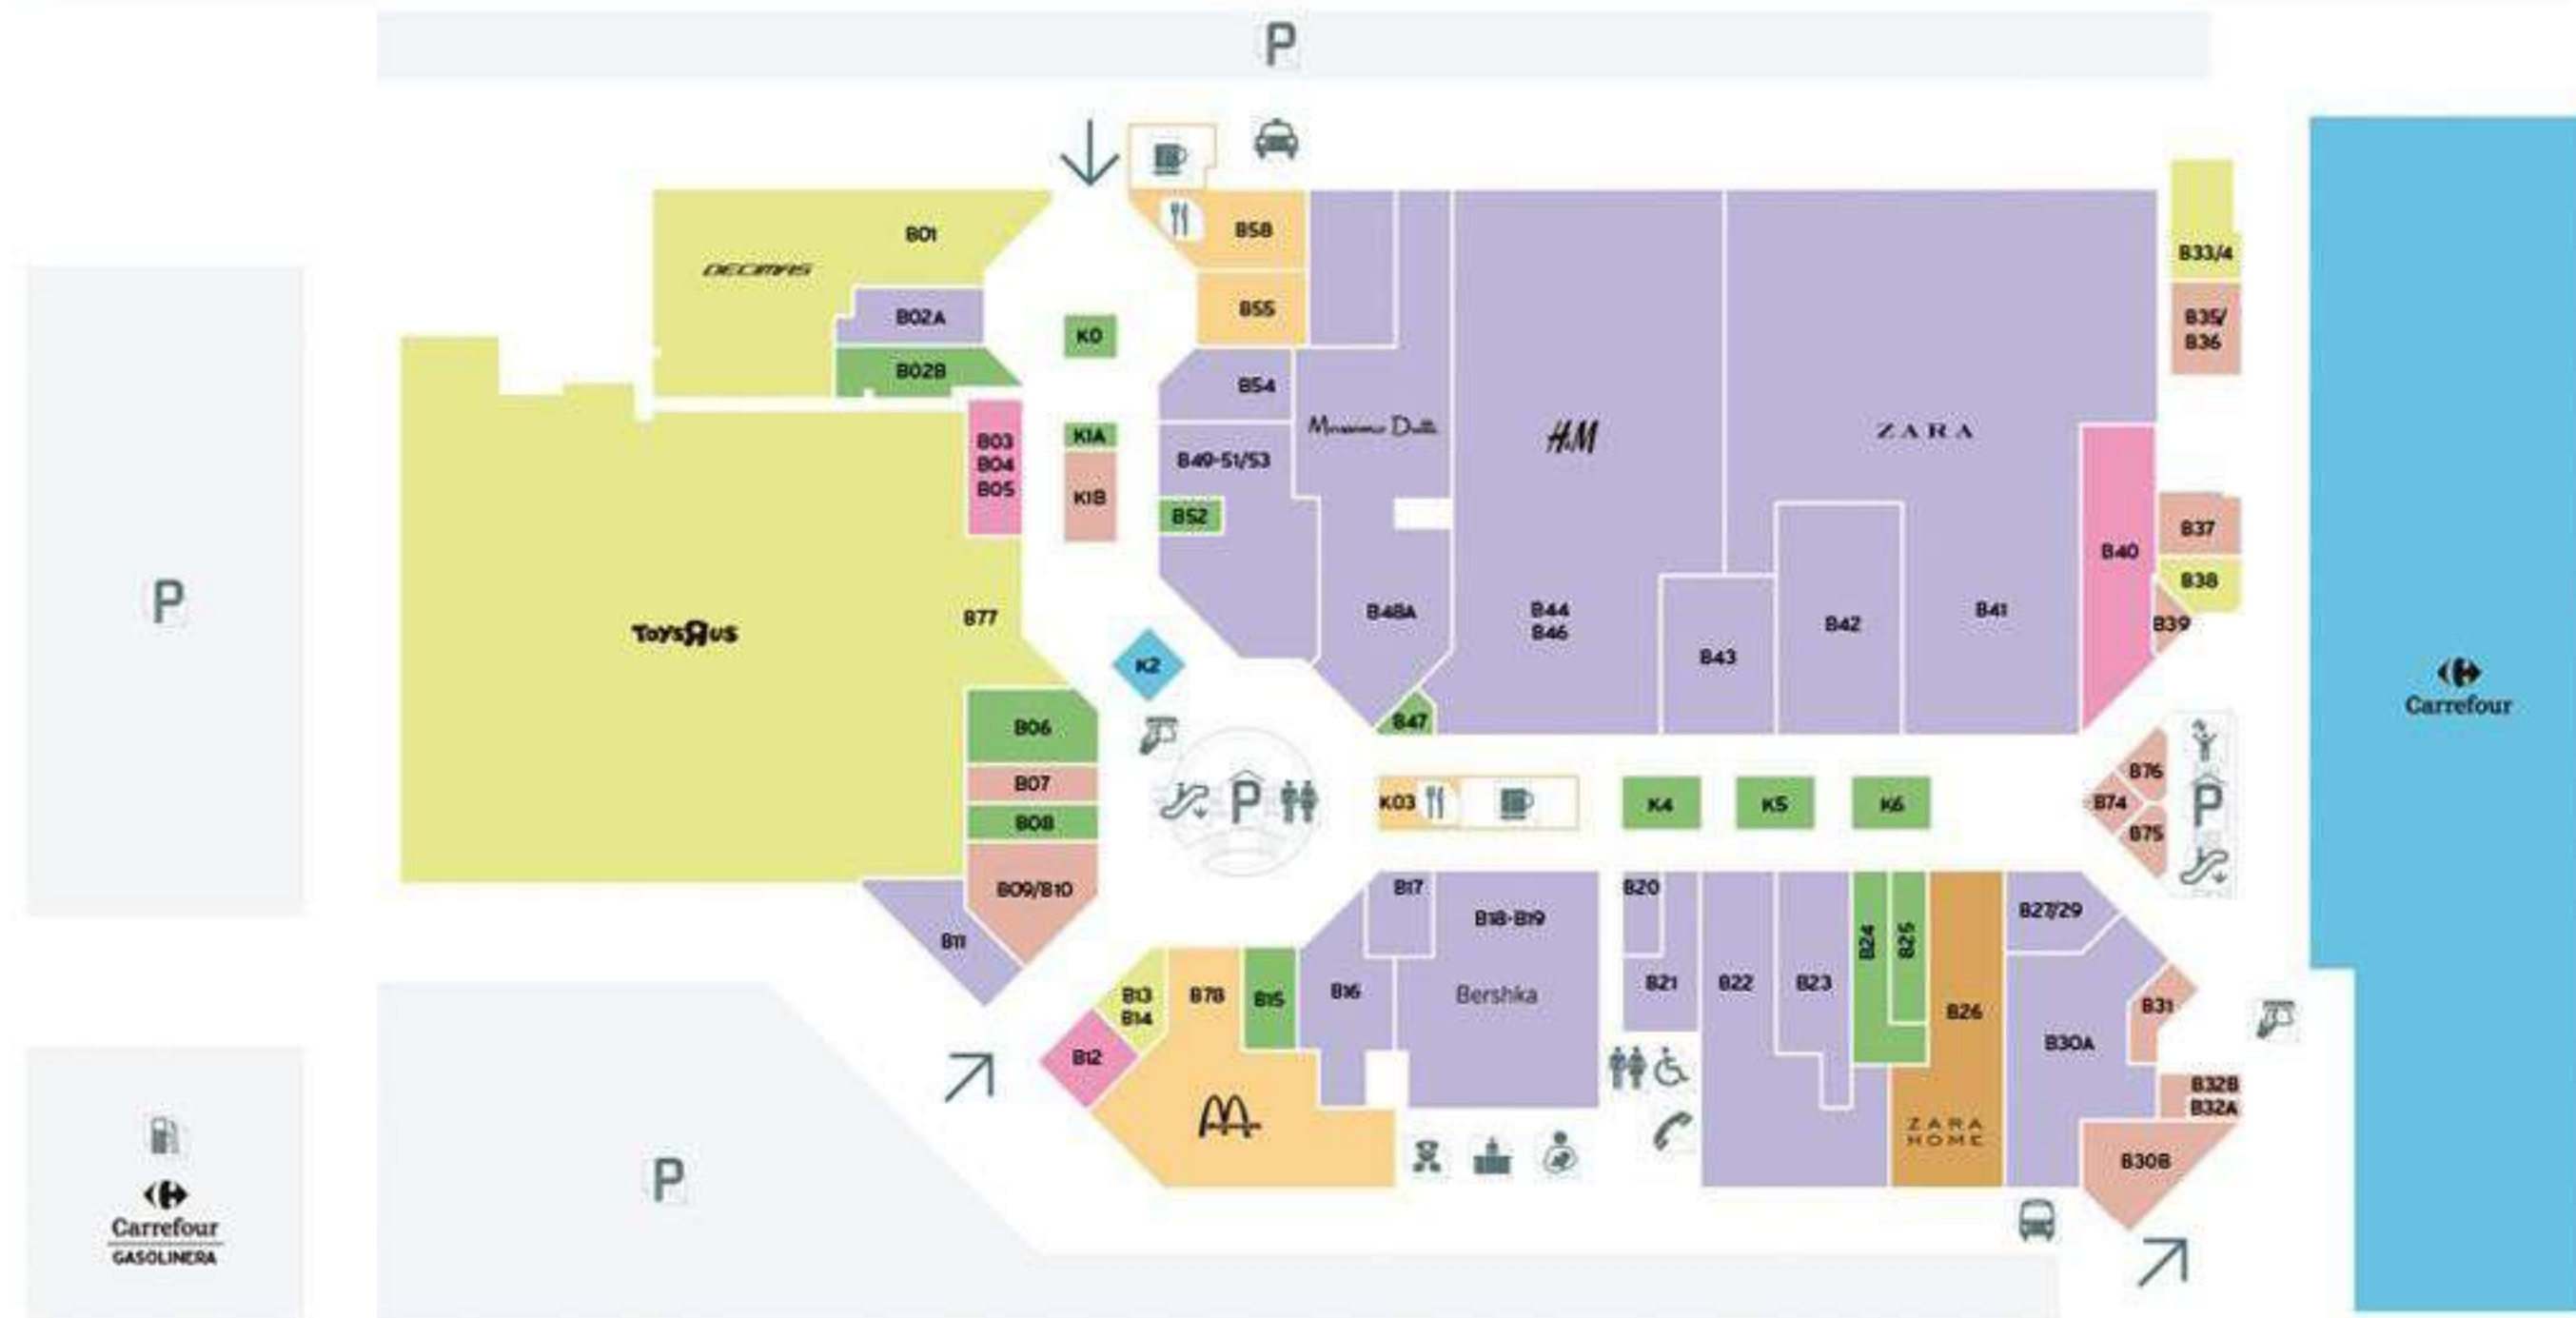 P
B01
DECIMAS
B02A
B02B
B58
B55
K0
B54
K1A
K1B
B03
B04
B05
B49-51/53
B52
Massimo Dutti
H&M
ZARA
B33/4
B35/
B36
B40
B37
B38
B39
P
ToysRus
B77
K2
B48A
B44
B46
B43
B42
B41
Carrefour
B47
B06
B07
B08
B09/B10
B11
P
K03
K4
K5
K6
B76
B74
B75
P
B17
B18-B19
Bershka
B20
B21
B22
B23
B24
B25
B26
ZARA
HOME
B27/29
B30A
B31
B32B
B32A
B30B
B13
B14
B12
B78
B15
B16
P
Carrefour
GASOLINERA